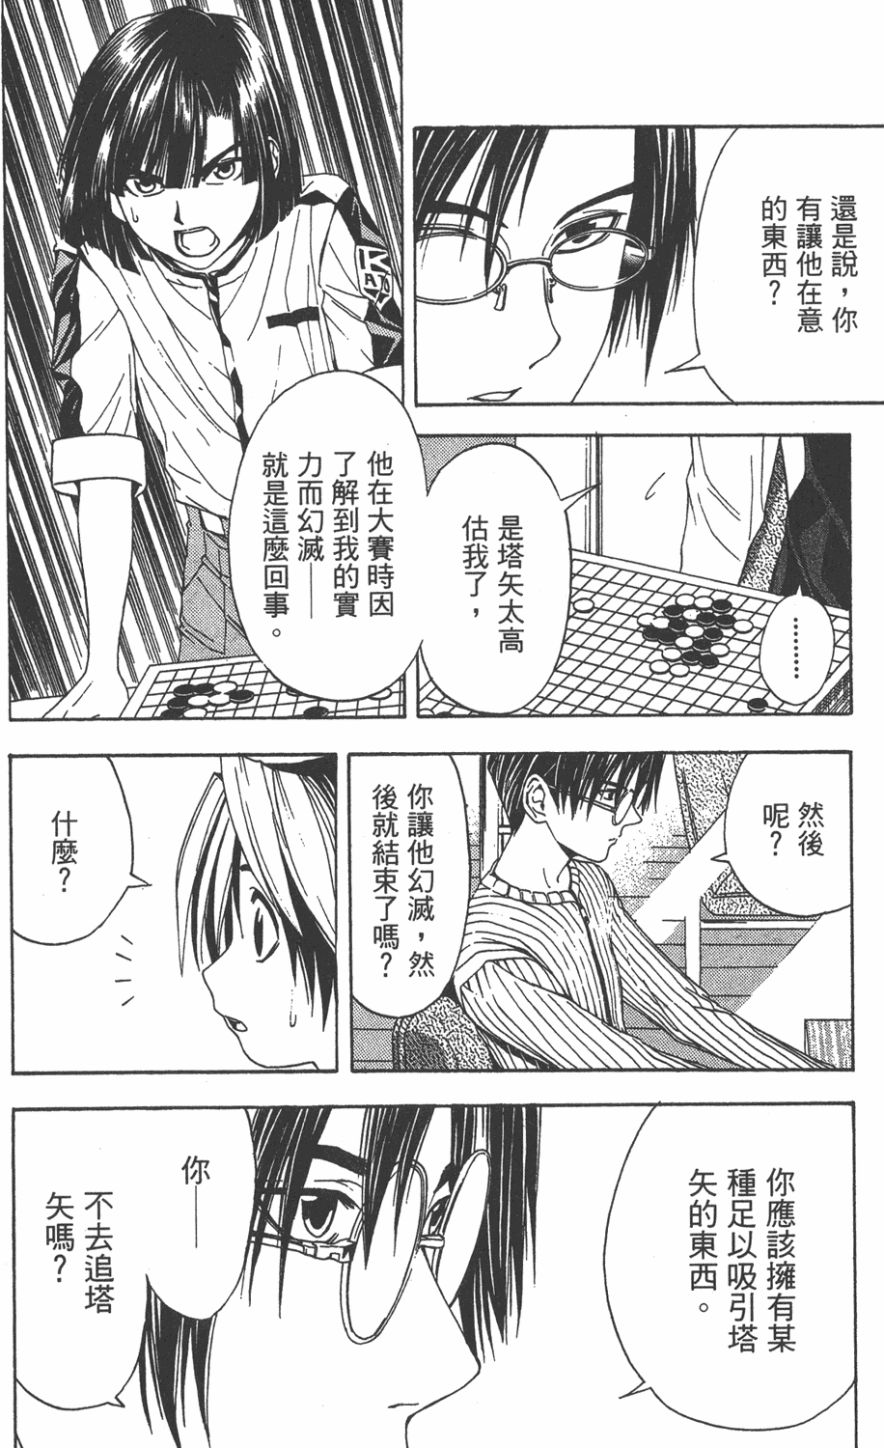 還是說，你
有讓他在意
的東西？
是塔矢太高
估我了，
⋯⋯⋯
他在大賽時因
了解到我的實
力而幻滅——
就是這麼回事。
然後
呢？
你讓他幻滅，然
後就結束了嗎？
什麼？
你應該擁有某
種足以吸引塔
矢的東西。
你——
不去追塔
矢嗎？